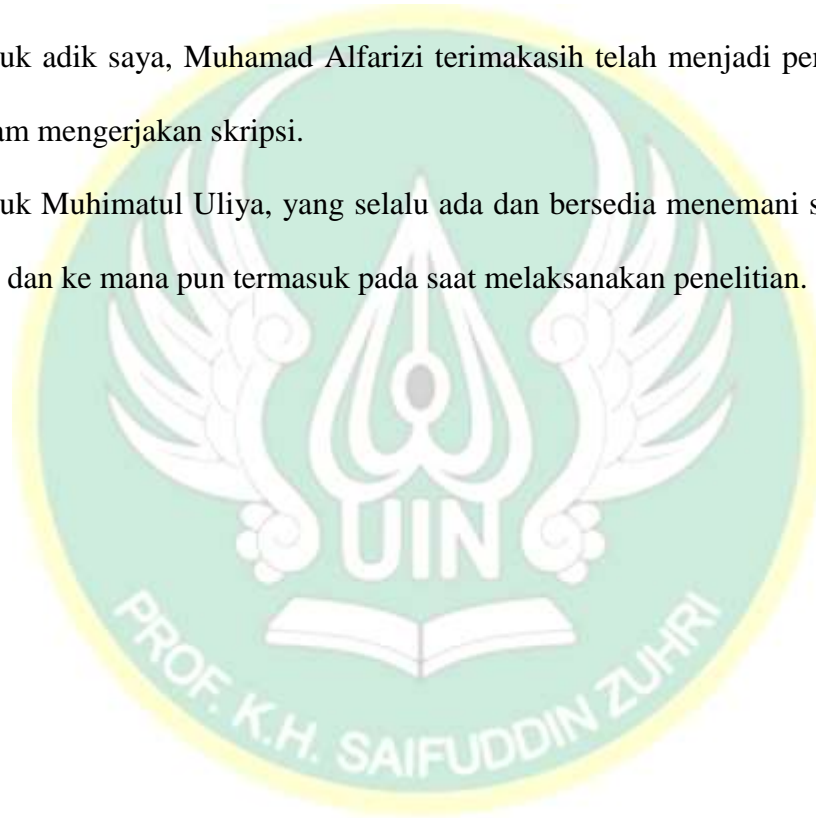 uk adik saya, Muhamad Alfarizi terimakasih telah menjadi per
am mengerjakan skripsi.
uk Muhimatul Uliya, yang selalu ada dan bersedia menemani s
dan ke mana pun termasuk pada saat melaksanakan penelitian.
UIN
PROF. K.H. SAIFUDDIN ZUHRI